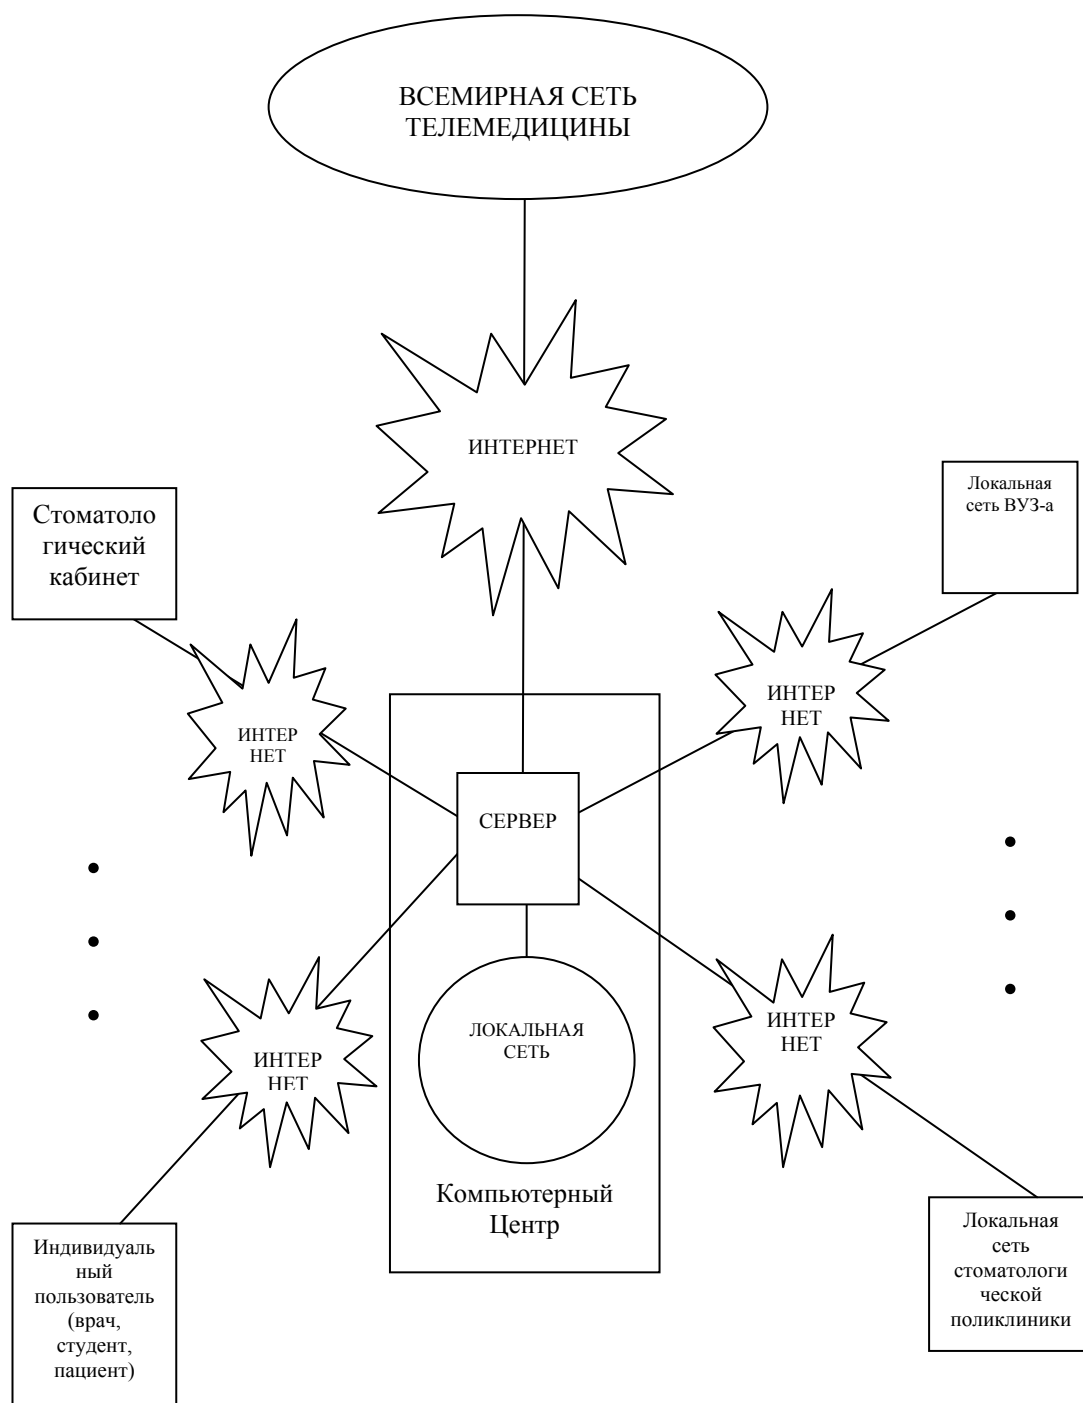 ВСЕМИРНАЯ СЕТЬ
ТЕЛЕМЕДИЦИНЫ
ИНТЕРНЕТ
Стоматоло
гический
кабинет
Локальная
сеть ВУЗ-а
ИНТЕР
НЕТ
ИНТЕР
НЕТ
СЕРВЕР
ЛОКАЛЬНАЯ
СЕТЬ
ИНТЕР
НЕТ
ИНТЕР
НЕТ
Компьютерный
Центр
Индивидуаль
ный
пользователь
(врач,
студент,
пациент)
Локальная
сеть
стоматологи
ческой
поликлиники